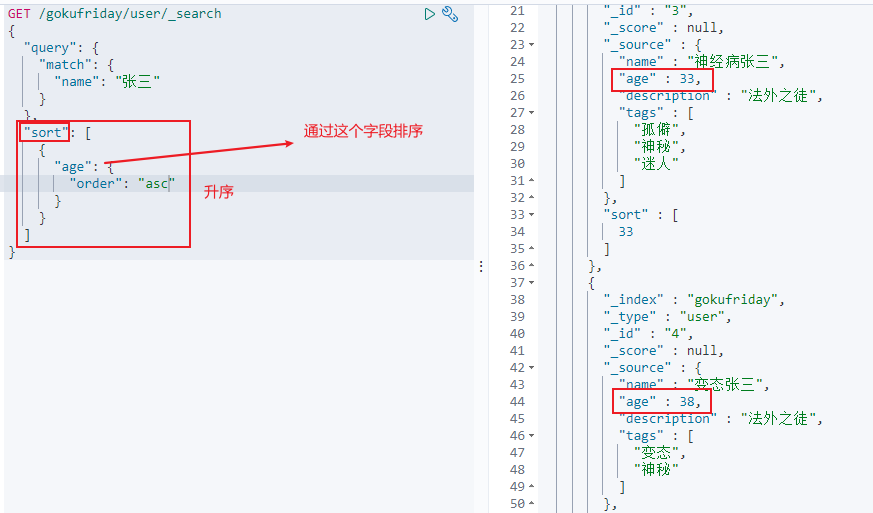 GET /gokufriday/user/_search
{
"query": {
"match": {
"name": "张三"
}
},
"sort": [
{
"age": {
"order": "asc"
}
}
]
}
通过这个字段排序
升序
21 "_id" : "3",
22 "_score" : null,
23 "_source" : {
24 "name" : "神经病张三",
25 "age" : 33,
26 "description" : "法外之徒",
27 "tags" : [
28 "孤僻",
29 "神秘",
30 "迷人"
31 ]
32 },
33 "sort" : [
34 33
35 ]
36 },
37 {
38 "_index" : "gokufriday",
39 "_type" : "user",
40 "_id" : "4",
41 "_score" : null,
42 "_source" : {
43 "name" : "变态张三",
44 "age" : 38,
45 "description" : "法外之徒",
46 "tags" : [
47 "变态",
48 "神秘"
49 ]
50 },